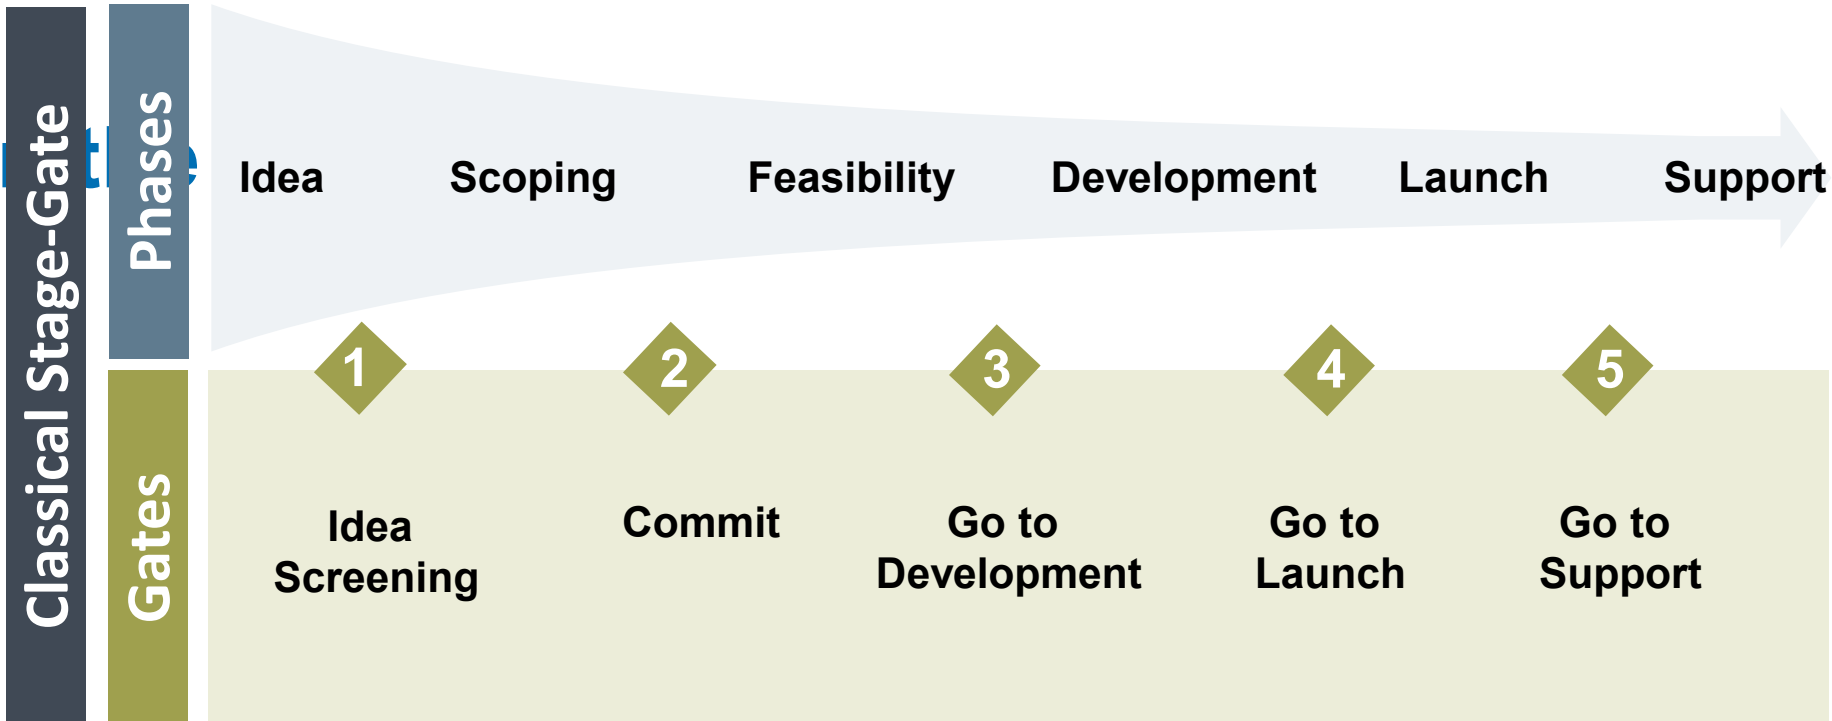 Classical Stage-Gate
Phases
Idea Scoping Feasibility Development Launch Support
1 2 3 4 5
Gates
Idea
Screening
Commit
Go to
Development
Go to
Launch
Go to
Support